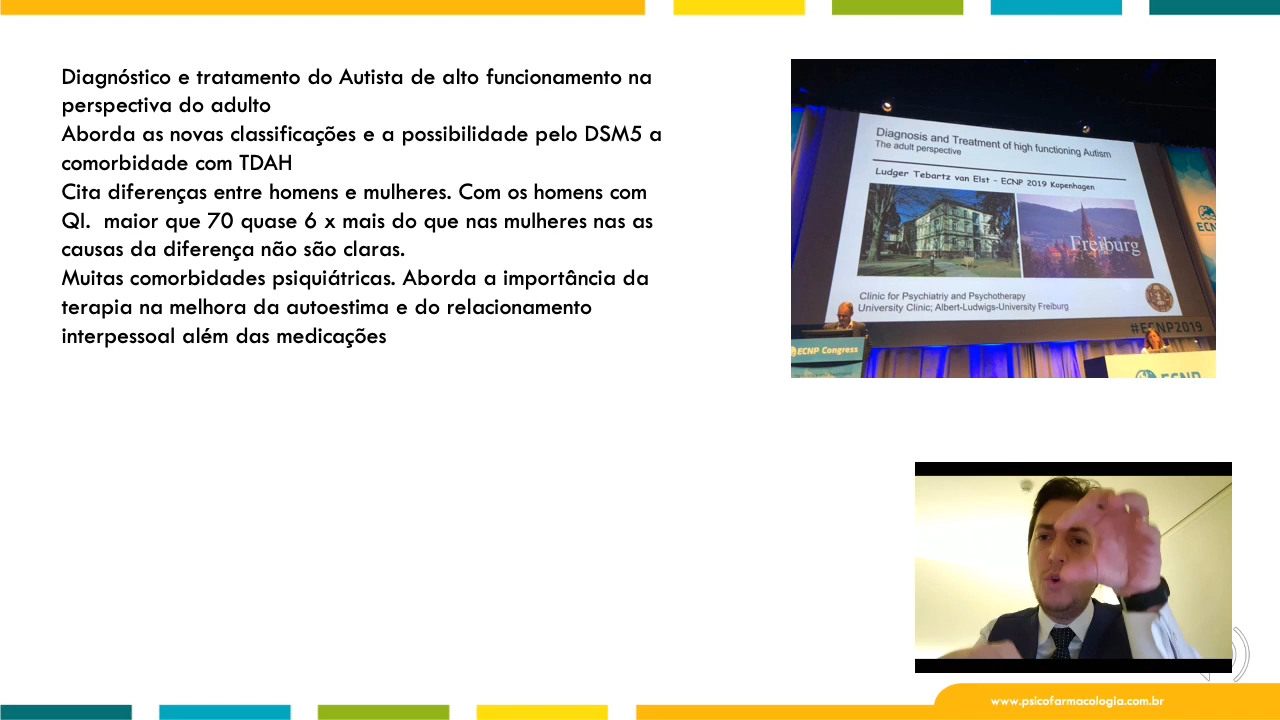 Diagnóstico e tratamento do Autista de alto funcionamento na
perspectiva do adulto
Aborda as novas classificações e a possibilidade pelo DSM5 a
comorbidade com TDAH
Cita diferenças entre homens e mulheres. Com os homens com
QI.  maior que 70 quase 6 x mais do que nas mulheres nas as
causas da diferença não são claras.
Muitas comorbidades psiquiátricas. Aborda a importância da
terapia na melhora da autoestima e do relacionamento
interpessoal além das medicações
Diagnosis and Treatment of high functioning Autism
The adult perspective
Ludger Tebartz van Elst - ECNP 2019 Kopenhagen
Freiburg
Clinic for Psychiatriy and Psychotherapy
University Clinic; Albert-Ludwigs-University Freiburg
#ECNP2019
ECNP Congress
ECNP
www.psicofarmacologia.com.br